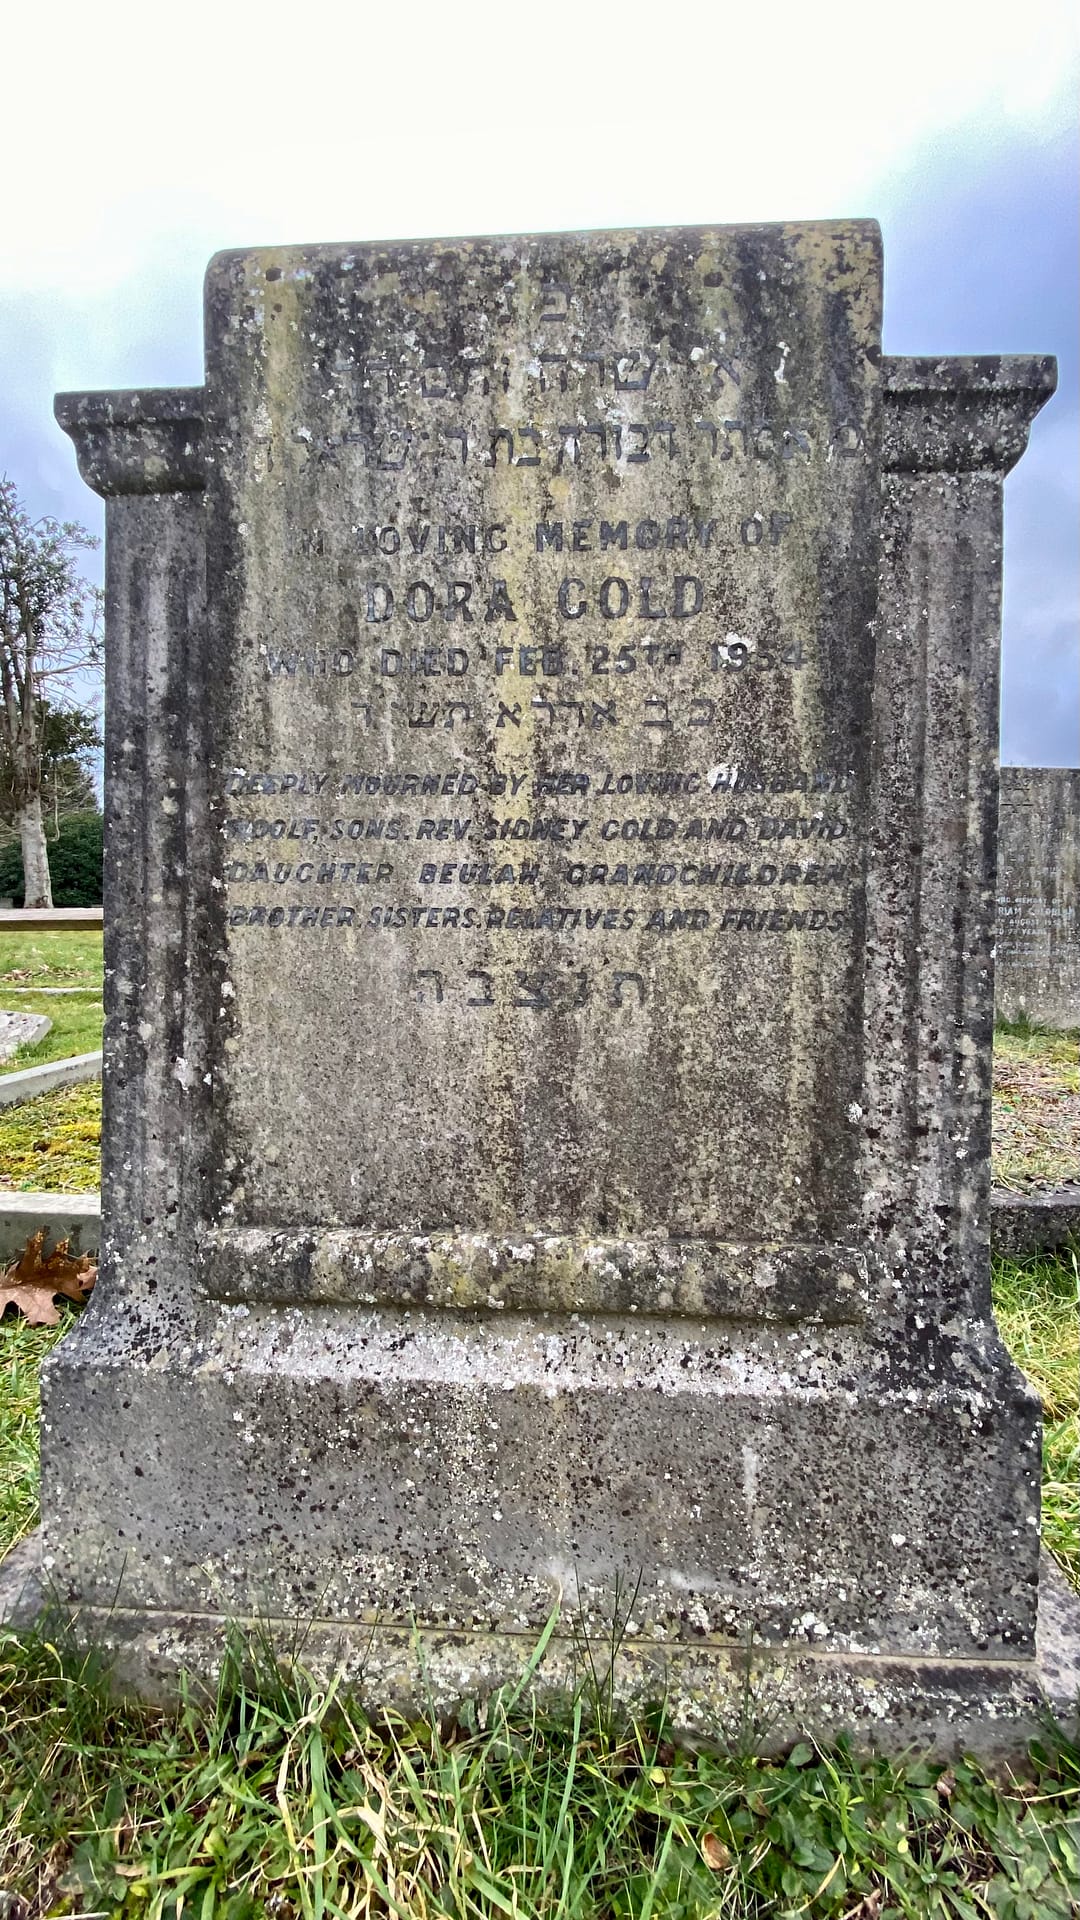 פ נ
אשה ישרה ותמימה
מ אסתר דבורה בת ר ישראל
IN LOVING MEMORY OF
DORA GOLD
WHO DIED FEB. 25TH 1954
כ ב אדר א תשי ד
DEEPLY MOURNED BY HER LOVING HUSBAND
ADOLF, SONS, REV. SIDNEY GOLD AND DAVID
DAUGHTER BEULAH, GRANDCHILDREN,
BROTHER, SISTERS, RELATIVES AND FRIENDS
ת נ צ ב ה